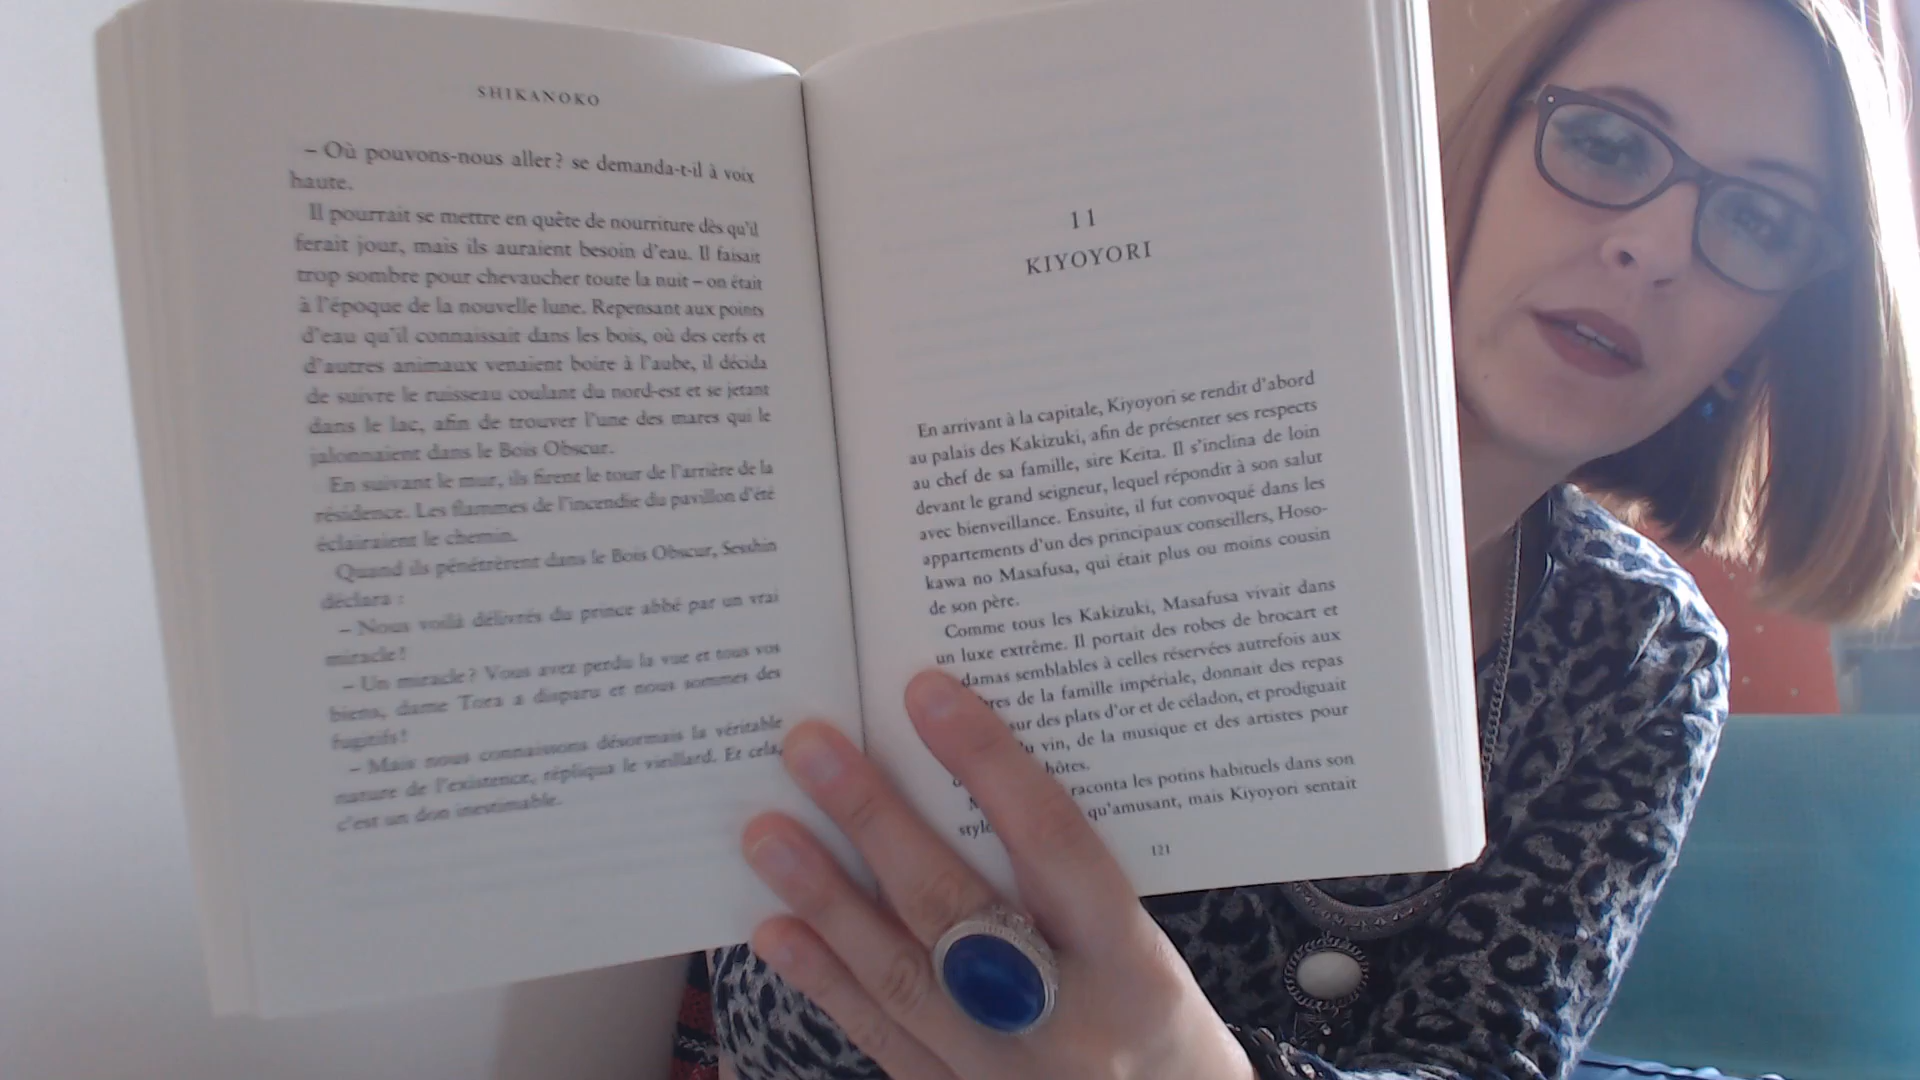 SHIKANOKO
– Où pouvons-nous aller ? se demanda-t-il à voix
haute.
Il pourrait se mettre en quête de nourriture dès qu'il
ferait jour, mais ils auraient besoin d'eau. Il faisait
trop sombre pour chevaucher toute la nuit – on était
à l'époque de la nouvelle lune. Repensant aux points
d'eau qu'il connaissait dans les bois, où des cerfs et
d'autres animaux venaient boire à l'aube, il décida
de suivre le ruisseau coulant du nord-est et se jetant
dans le lac, afin de trouver l'une des mares qui le
jalonnaient dans le Bois Obscur.
En suivant le mur, ils firent le tour de l'arrière de la
résidence. Les flammes de l'incendie du pavillon d'été
éclairaient le chemin.
Quand ils pénétrèrent dans le Bois Obscur, Sesshin
déclara :
– Nous voilà délivrés du prince abbé par un vrai
miracle !
– Un miracle ? Vous avez perdu la vue et tous vos
biens, dame Tora a disparu et nous sommes des
fugitifs !
– Mais nous connaissons désormais la véritable
nature de l'existence, répliqua le vieillard. Et cela,
c'est un don inestimable.
11
KIYOYORI
En arrivant à la capitale, Kiyoyori se rendit d'abord
au palais des Kakizuki, afin de présenter ses respects
au chef de sa famille, sire Keita. Il s'inclina de loin
devant le grand seigneur, lequel répondit à son salut
avec bienveillance. Ensuite, il fut convoqué dans les
appartements d'un des principaux conseillers, Hoso-
kawa no Masafusa, qui était plus ou moins cousin
de son père.
Comme tous les Kakizuki, Masafusa vivait dans
un luxe extrême. Il portait des robes de brocart et
damas semblables à celles réservées autrefois aux
de la famille impériale, donnait des repas
sur des plats d'or et de céladon, et prodiguait
vin, de la musique et des artistes pour
hôtes.
raconta les potins habituels dans son
style qu'amusant, mais Kiyoyori sentait
121